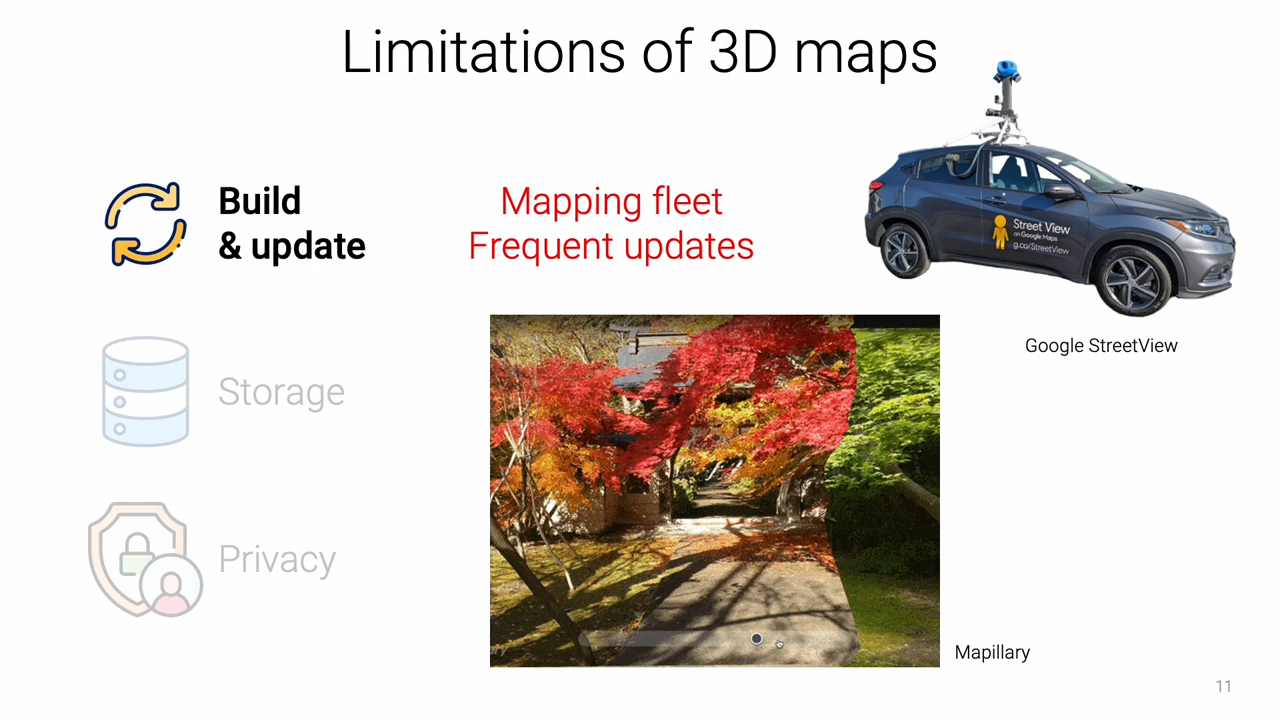 Limitations of 3D maps
Build
& update
Mapping fleet
Frequent updates
Street View
on Google Maps
g.co/StreetView
Google StreetView
Storage
Privacy
Mapillary
11